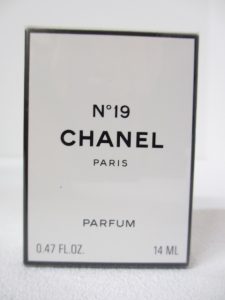 N°19
CHANEL
PARIS
PARFUM
0.47 FL.OZ. 14 ML